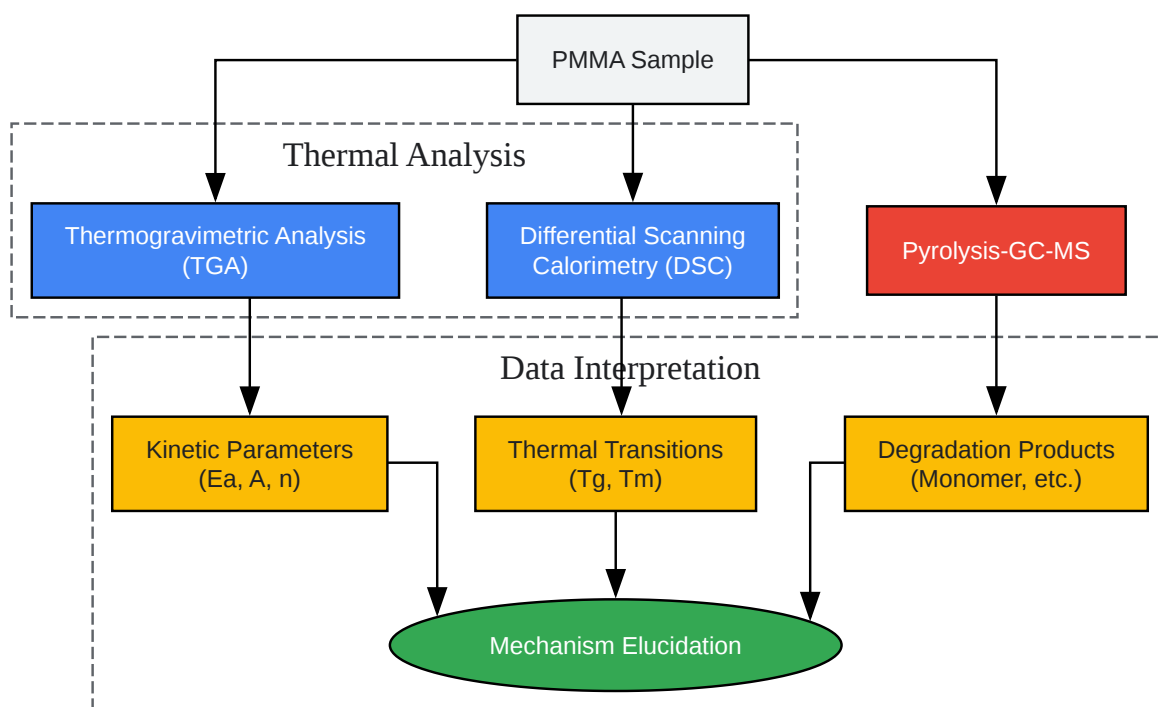 PMMA Sample
Thermal Analysis
Thermogravimetric Analysis
(TGA)
Differential Scanning
Calorimetry (DSC)
Pyrolysis-GC-MS
Data Interpretation
Kinetic Parameters
(Ea, A, n)
Thermal Transitions
(Tg, Tm)
Degradation Products
(Monomer, etc.)
Mechanism Elucidation